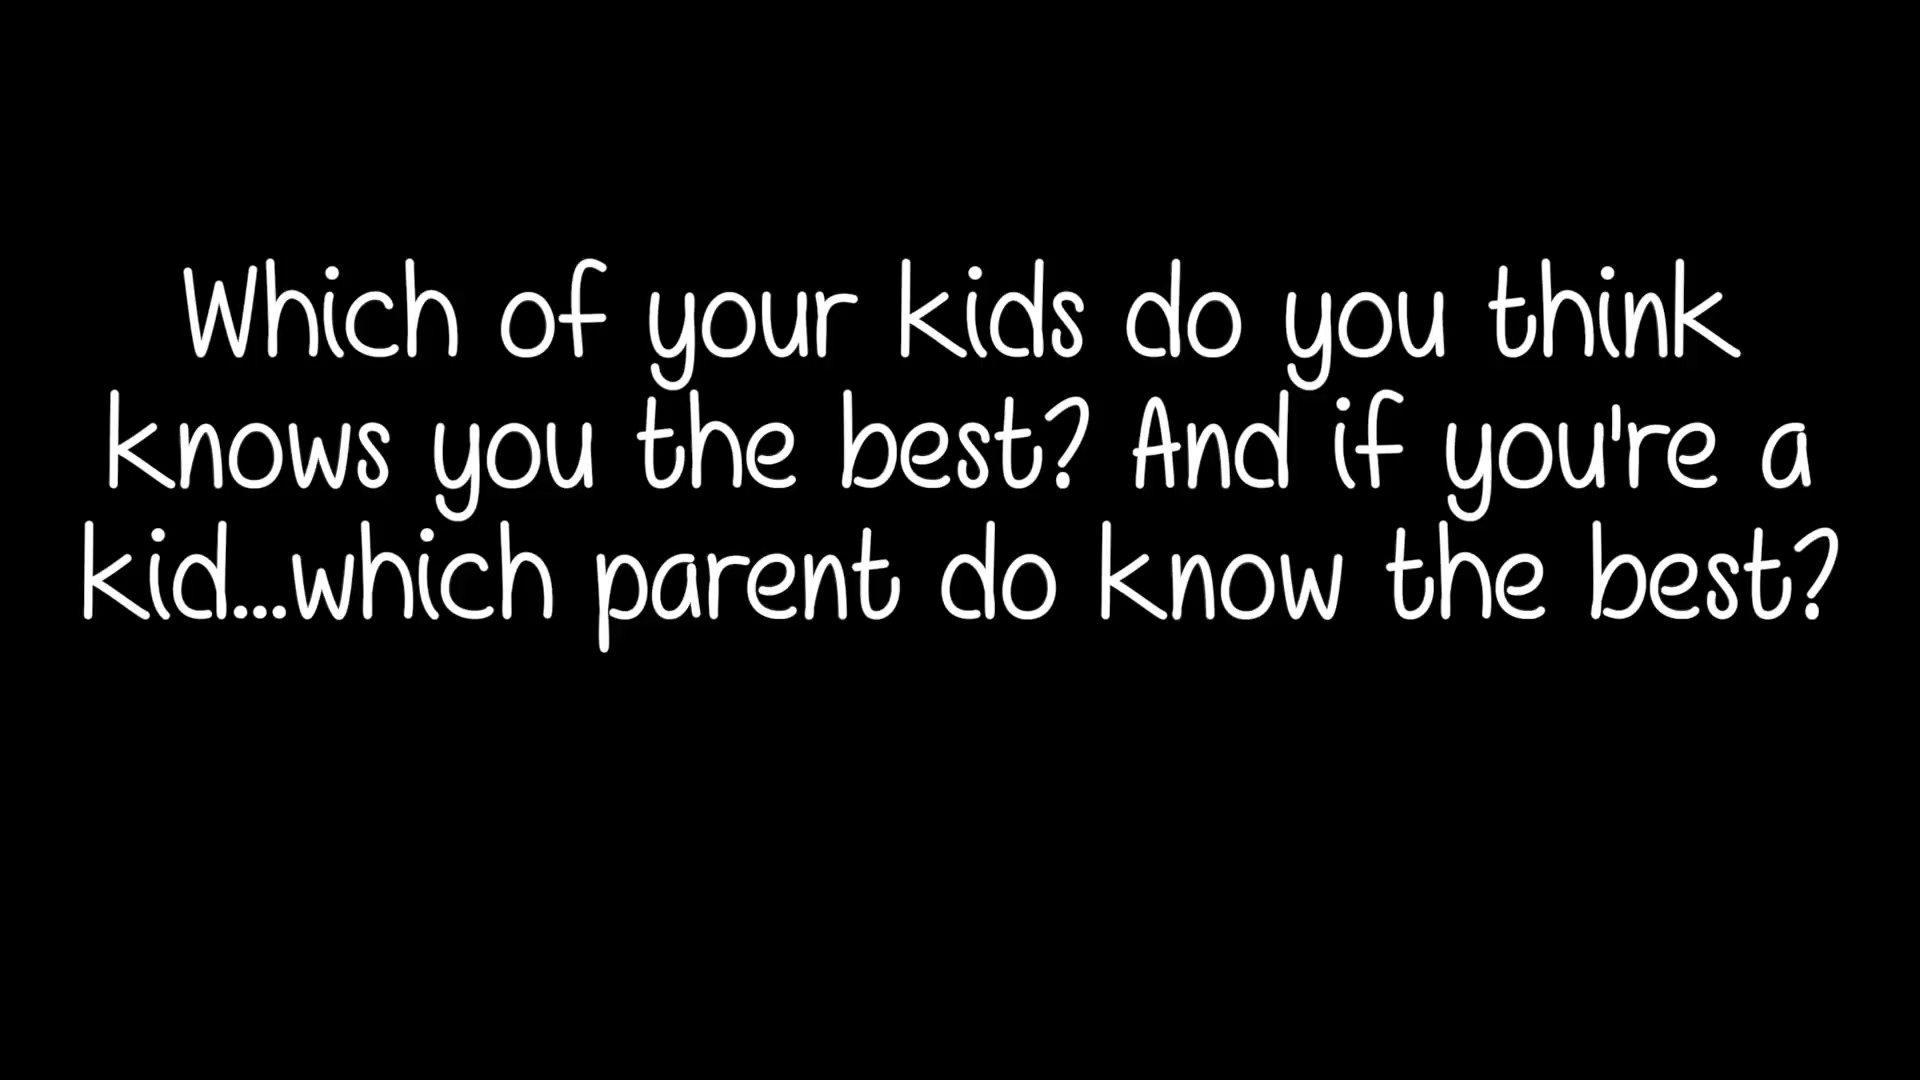 Which of your kids do you think
knows you the best? And if you're a
kid...which parent do know the best?